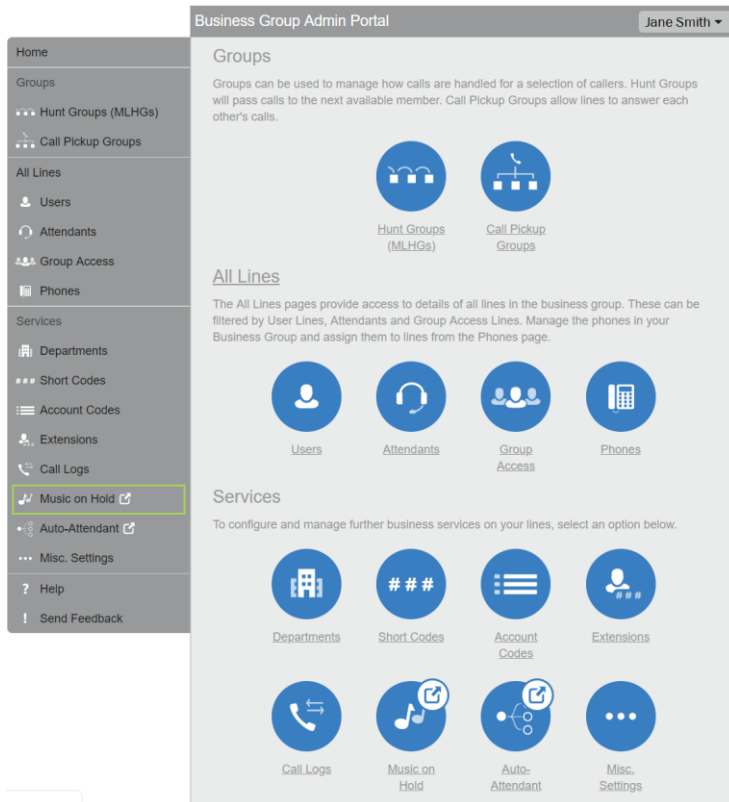 Business Group Admin Portal
Jane Smith
Home
Groups
Hunt Groups (MLHGs)
Call Pickup Groups
All Lines
Users
Attendants
Group Access
Phones
Services
Departments
### Short Codes
Account Codes
Extensions
Call Logs
Music on Hold
Auto-Attendant
Misc. Settings
? Help
! Send Feedback
Groups
Groups can be used to manage how calls are handled for a selection of callers. Hunt Groups
will pass calls to the next available member. Call Pickup Groups allow lines to answer each
other's calls.
Hunt Groups
(MLHGs)
Call Pickup
Groups
All Lines
The All Lines pages provide access to details of all lines in the business group. These can be
filtered by User Lines, Attendants and Group Access Lines. Manage the phones in your
Business Group and assign them to lines from the Phones page.
Users
Attendants
Group
Access
Phones
Services
To configure and manage further business services on your lines, select an option below.
###
###
Departments
Short Codes
Account
Codes
Extensions
Call Logs
Music on
Hold
Auto-
Attendant
Misc.
Settings